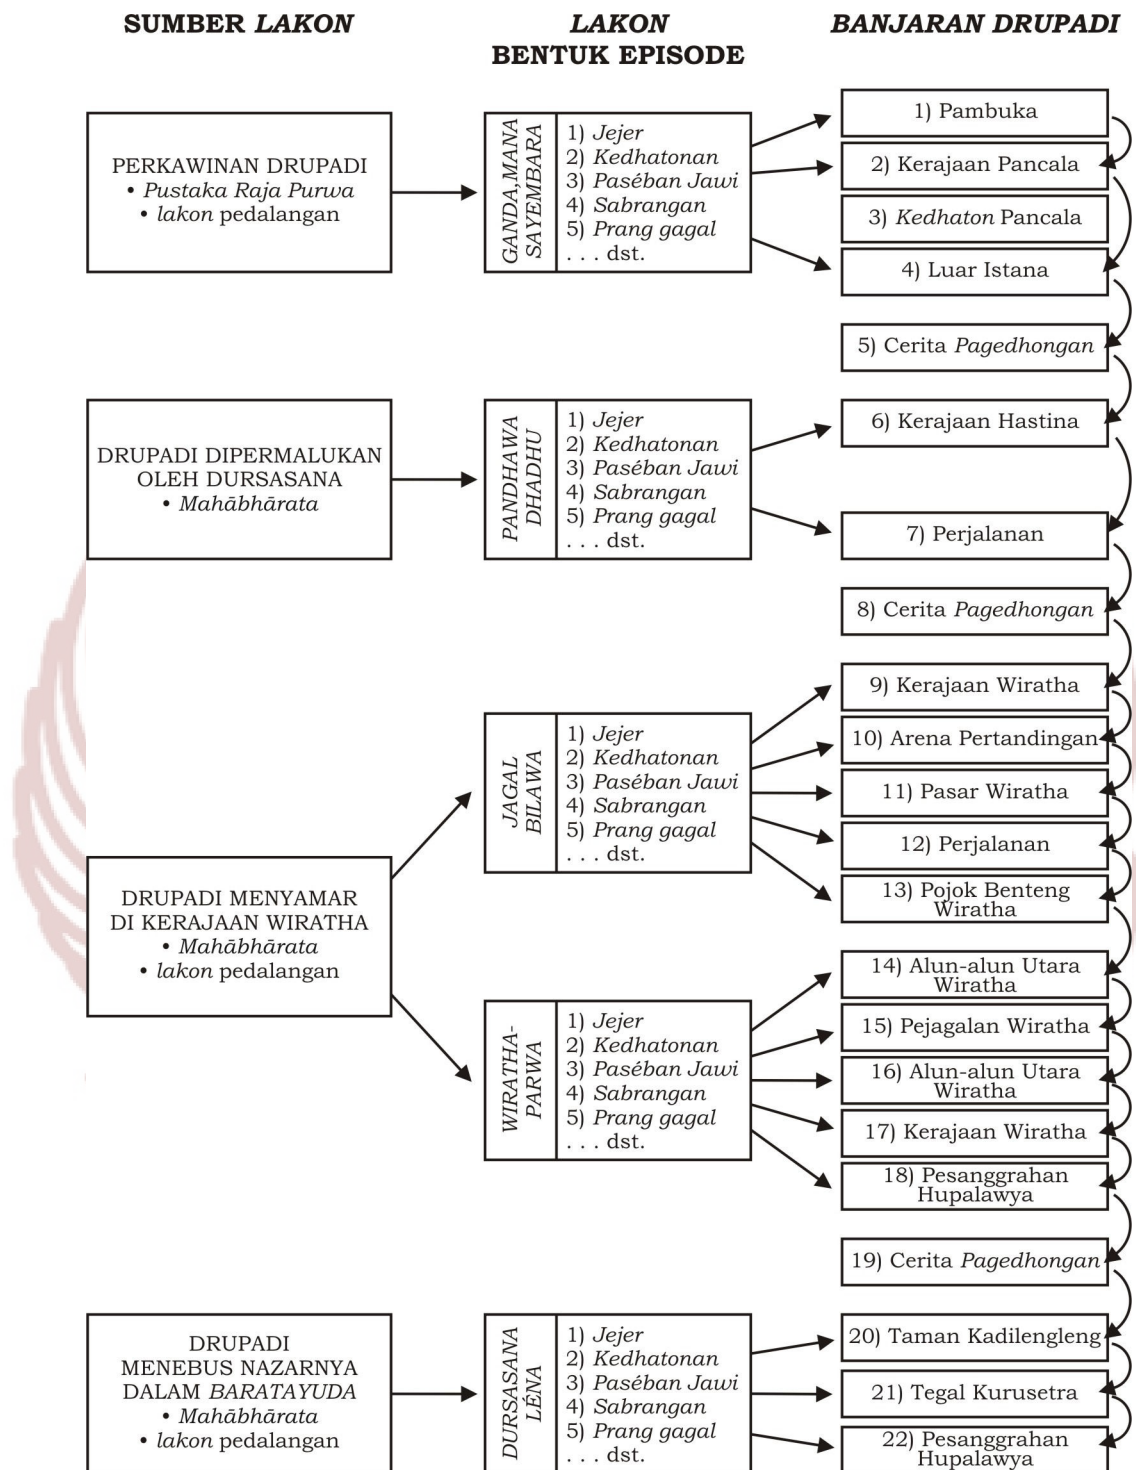 SUMBER LAKON
LAKON
BENTUK EPISODE
BANJARAN DRUPADI
PERKAWINAN DRUPADI
• Pustaka Raja Purwa
• lakon pedalangan
GANDA,MANA
SAYEMBARA
1) Jejer
2) Kedhatonan
3) Paséban Jawi
4) Sabrangan
5) Prang gagal
. . . dst.
1) Pambuka
2) Kerajaan Pancala
3) Kedhaton Pancala
4) Luar Istana
5) Cerita Pagedhongan
DRUPADI DIPERMALUKAN
OLEH DURSASANA
• Mahābhārata
PANDHAWA
DHADHU
1) Jejer
2) Kedhatonan
3) Paséban Jawi
4) Sabrangan
5) Prang gagal
. . . dst.
6) Kerajaan Hastina
7) Perjalanan
8) Cerita Pagedhongan
DRUPADI MENYAMAR
DI KERAJAAN WIRATHA
• Mahābhārata
• lakon pedalangan
JAGAL
BILAWA
1) Jejer
2) Kedhatonan
3) Paséban Jawi
4) Sabrangan
5) Prang gagal
. . . dst.
9) Kerajaan Wiratha
10) Arena Pertandingan
11) Pasar Wiratha
12) Perjalanan
13) Pojok Benteng
Wiratha
WIRATHA-
PARWA
1) Jejer
2) Kedhatonan
3) Paséban Jawi
4) Sabrangan
5) Prang gagal
. . . dst.
14) Alun-alun Utara
Wiratha
15) Pejagalan Wiratha
16) Alun-alun Utara
Wiratha
17) Kerajaan Wiratha
18) Pesanggrahan
Hupalawya
19) Cerita Pagedhongan
DRUPADI
MENEBUS NAZARNYA
DALAM BARATAYUDA
• Mahābhārata
• lakon pedalangan
DURSASANA
LÉNA
1) Jejer
2) Kedhatonan
3) Paséban Jawi
4) Sabrangan
5) Prang gagal
. . . dst.
20) Taman Kadilengleng
21) Tegal Kurusetra
22) Pesanggrahan
Hupalawya